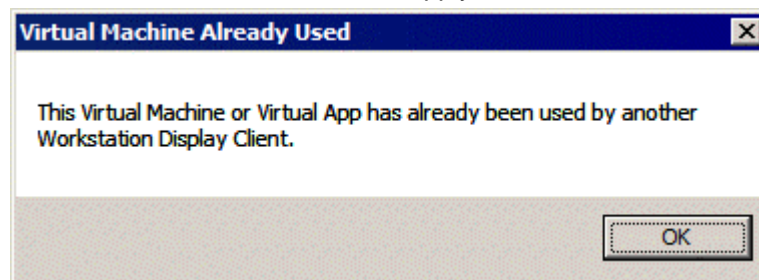 Virtual Machine Already Used
This Virtual Machine or Virtual App has already been used by another
Workstation Display Client.
OK